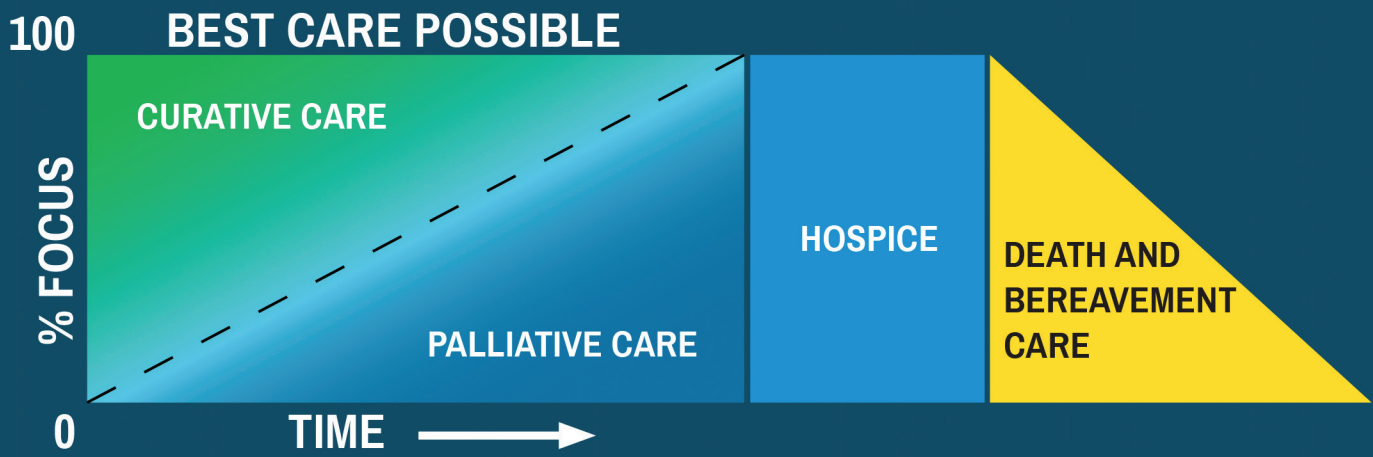 100
BEST CARE POSSIBLE
CURATIVE CARE
% FOCUS
PALLIATIVE CARE
HOSPICE
DEATH AND
BEREAVEMENT
CARE
0
TIME